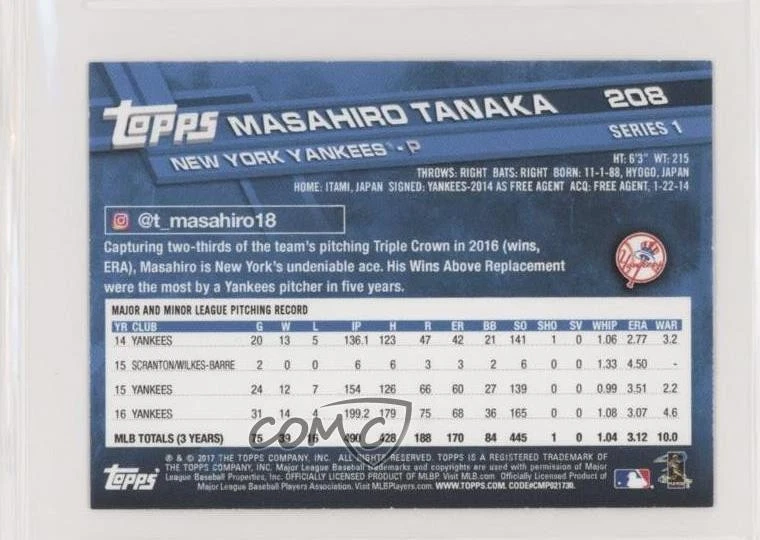 TOPPS MASAHIRO TANAKA 208
NEW YORK YANKEES® - P SERIES 1
HT: 6'3" WT: 215
THROWS: RIGHT BATS: RIGHT BORN: 11-1-88, HYOGO, JAPAN
HOME: ITAMI, JAPAN SIGNED: YANKEES-2014 AS FREE AGENT ACQ: FREE AGENT, 1-22-14
@t_masahiro18
Capturing two-thirds of the team's pitching Triple Crown in 2016 (wins,
ERA), Masahiro is New York's undeniable ace. His Wins Above Replacement
were the most by a Yankees pitcher in five years.
Yankees
MAJOR AND MINOR LEAGUE PITCHING RECORD
YR CLUB G W L IP H R ER BB SO SHO SV WHIP ERA WAR
14 YANKEES 20 13 5 136.1 123 47 42 21 141 1 0 1.06 2.77 3.2
15 SCRANTON/WILKES-BARRE 2 0 0 6 6 3 3 2 6 0 0 1.33 4.50 -
15 YANKEES 24 12 7 154 126 66 60 27 139 0 0 0.99 3.51 2.2
16 YANKEES 31 14 4 199.2 179 75 68 36 165 0 0 1.08 3.07 4.6
MLB TOTALS (3 YEARS) 75 39 16 490 428 188 170 84 445 1 0 1.04 3.12 10.0
COMC
® & © 2017 THE TOPPS COMPANY, INC. ALL RIGHTS RESERVED. TOPPS IS A REGISTERED TRADEMARK OF
THE TOPPS COMPANY, INC. Major League Baseball trademarks and copyrights are used with permission of Major
League Baseball Properties, Inc. OFFICIALLY LICENSED PRODUCT OF MLBP. Visit MLB.com Officially Licensed Product of
Major League Baseball Players Association. Visit MLBPlayers.com. WWW.TOPPS.COM. CODE#CMP021730.
TOPPS